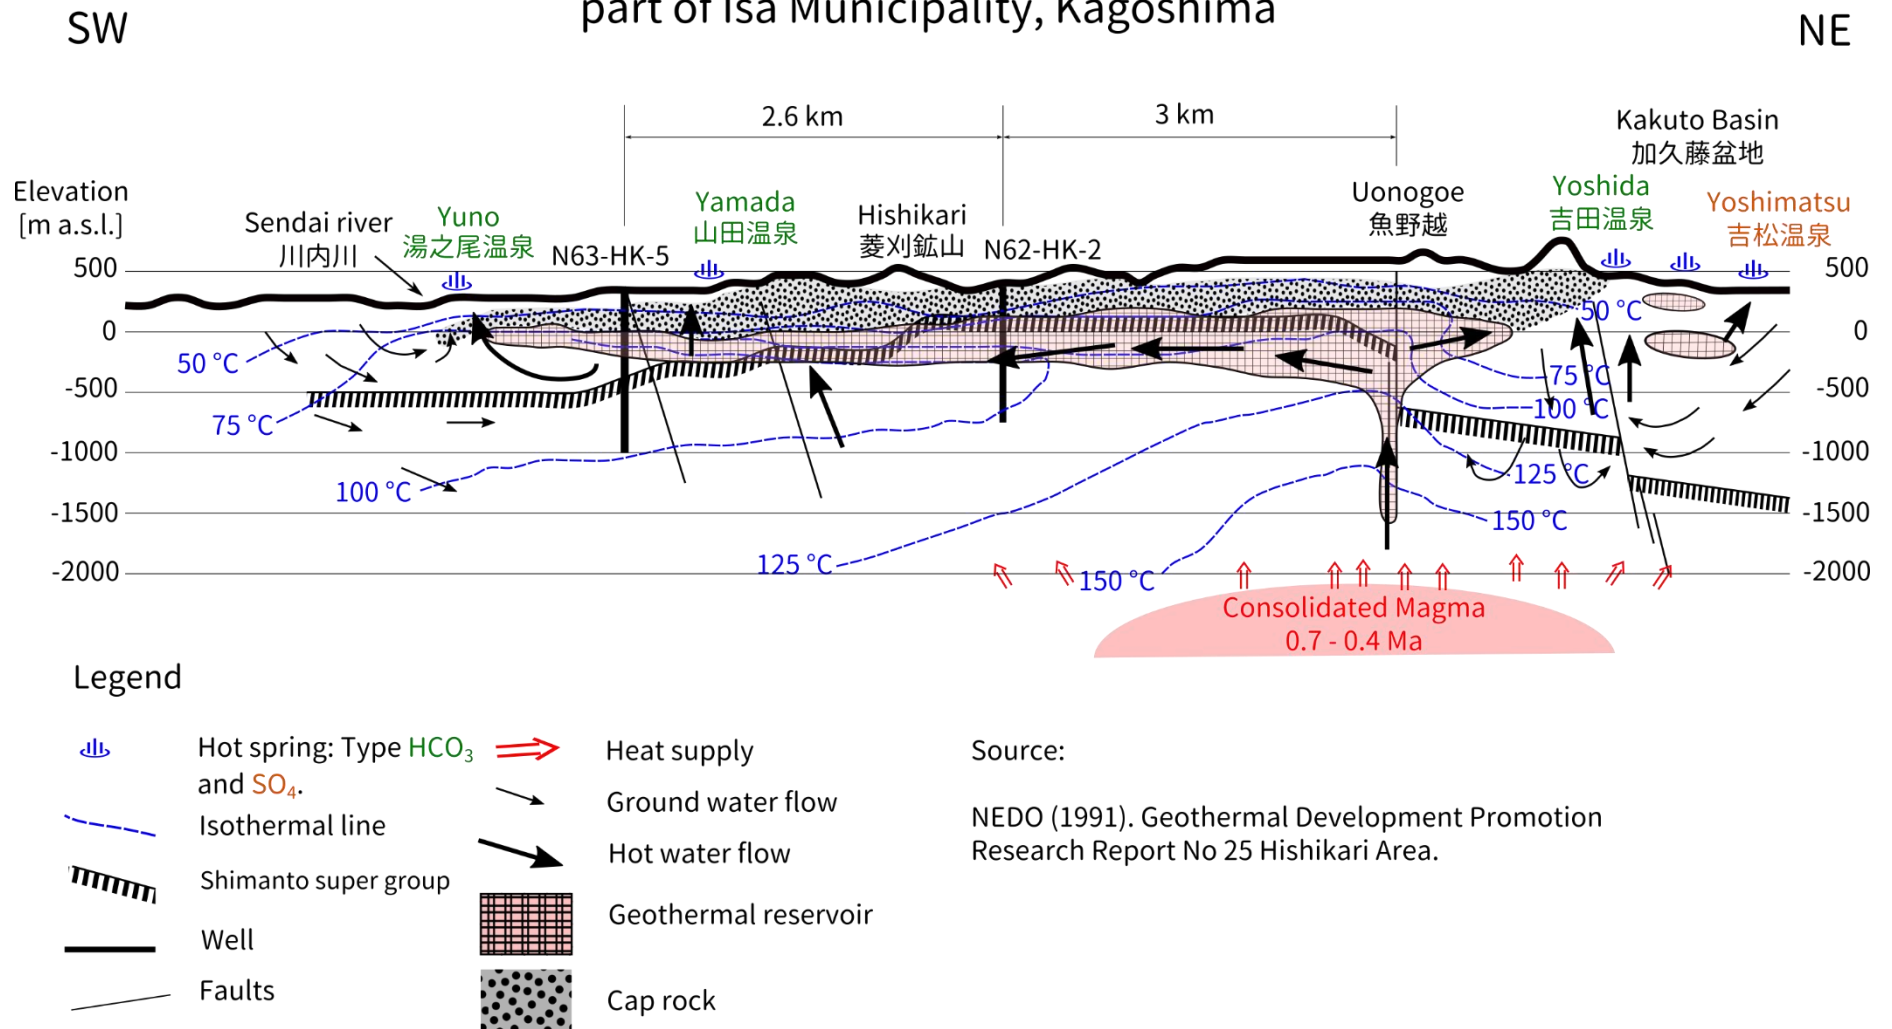 part of Isa Municipality, Kagoshima
SW
NE
2.6 km
3 km
Kakuto Basin
加久藤盆地
Elevation
[m a.s.l.]
Sendai river
川内川
Yuno
湯之尾温泉
N63-HK-5
Yamada
山田温泉
Hishikari
菱刈鉱山
N62-HK-2
Uonogoe
魚野越
Yoshida
吉田温泉
Yoshimatsu
吉松温泉
500
0
-500
-1000
-1500
-2000
500
0
-500
-1000
-1500
-2000
50 °C
75 °C
100 °C
125 °C
150 °C
50 °C
75 °C
100 °C
125 °C
150 °C
Consolidated Magma
0.7 - 0.4 Ma
Legend
Hot spring: Type HCO₃
and SO₄.
Isothermal line
Shimanto super group
Well
Faults
Heat supply
Ground water flow
Hot water flow
Geothermal reservoir
Cap rock
Source:
NEDO (1991). Geothermal Development Promotion
Research Report No 25 Hishikari Area.